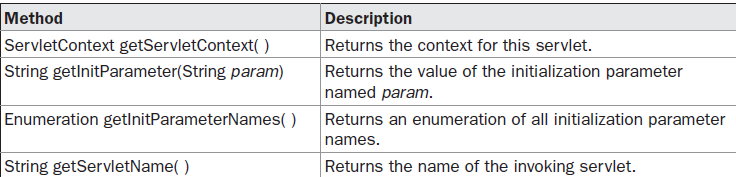 Method Description
ServletContext getServletContext( ) Returns the context for this servlet.
String getInitParameter(String param) Returns the value of the initialization parameter
named param.
Enumeration getInitParameterNames( ) Returns an enumeration of all initialization parameter
names.
String getServletName( ) Returns the name of the invoking servlet.